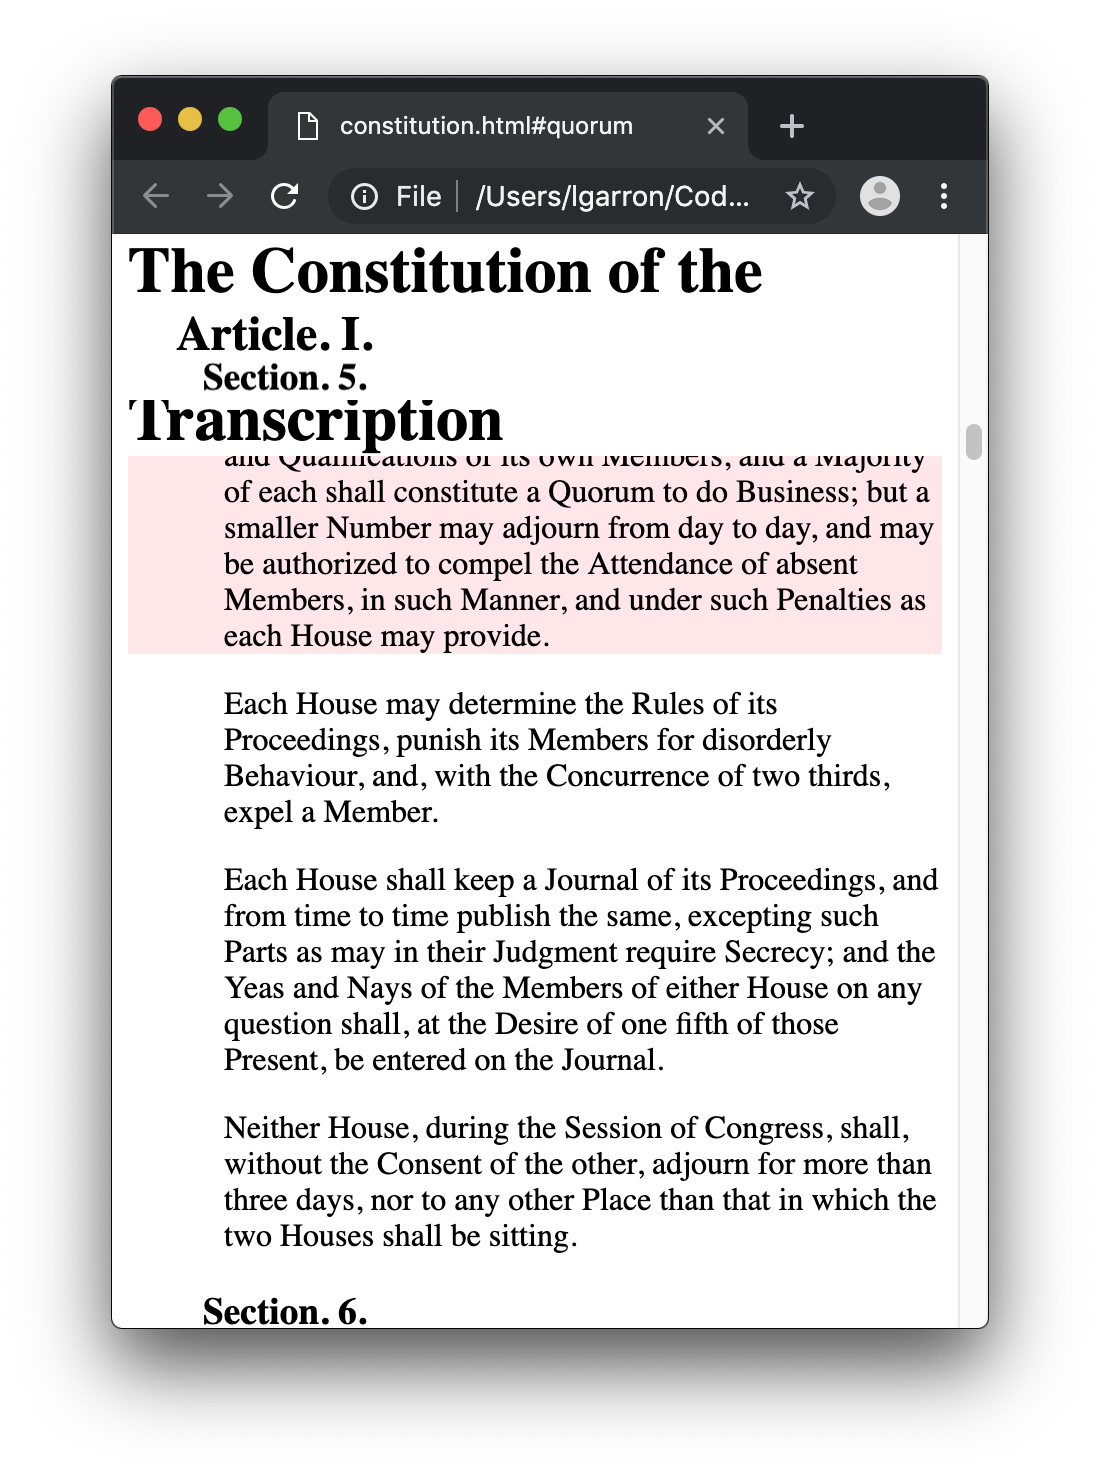 constitution.html#quorum
File /Users/lgarron/Cod...
The Constitution of the
Article. I.
Section. 5.
Transcription
and Qualifications of its own Members, and a Majority
of each shall constitute a Quorum to do Business; but a
smaller Number may adjourn from day to day, and may
be authorized to compel the Attendance of absent
Members, in such Manner, and under such Penalties as
each House may provide.
Each House may determine the Rules of its
Proceedings, punish its Members for disorderly
Behaviour, and, with the Concurrence of two thirds,
expel a Member.
Each House shall keep a Journal of its Proceedings, and
from time to time publish the same, excepting such
Parts as may in their Judgment require Secrecy; and the
Yeas and Nays of the Members of either House on any
question shall, at the Desire of one fifth of those
Present, be entered on the Journal.
Neither House, during the Session of Congress, shall,
without the Consent of the other, adjourn for more than
three days, nor to any other Place than that in which the
two Houses shall be sitting.
Section. 6.